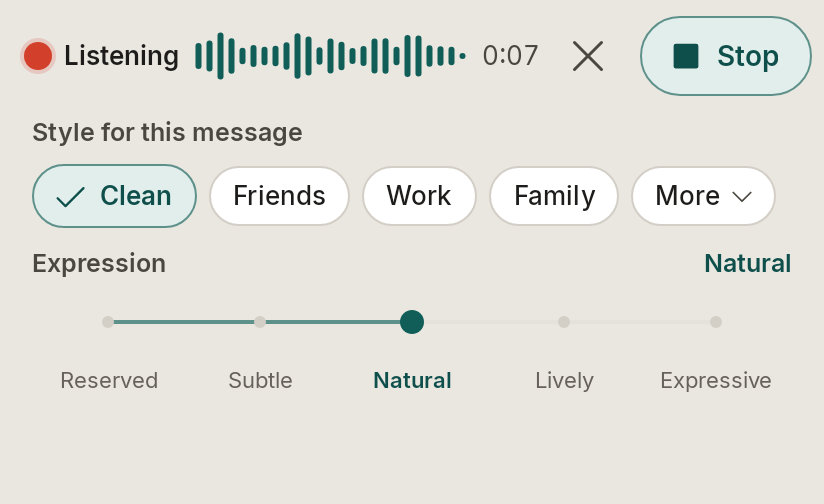 Listening 0:07 Stop
Style for this message
Clean Friends Work Family More
Expression Natural
Reserved Subtle Natural Lively Expressive